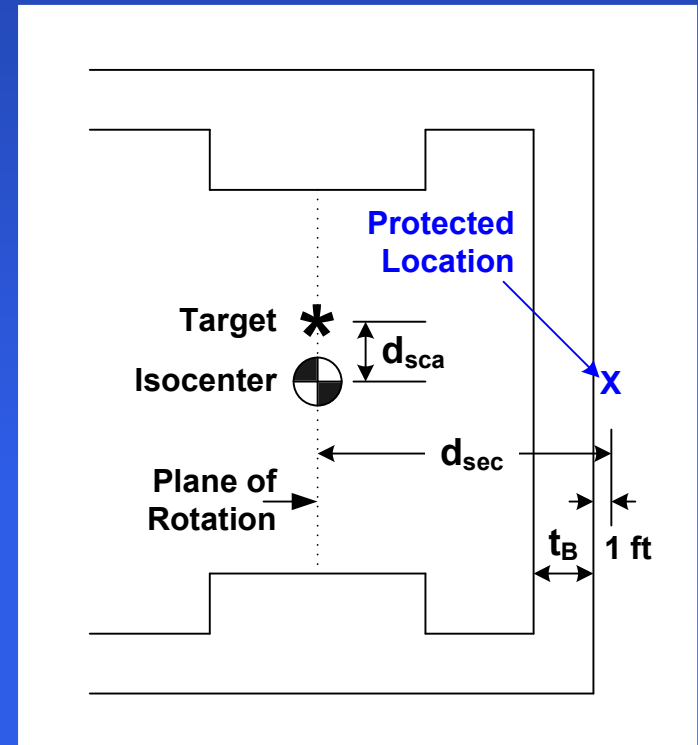 Protected
Location
Target
*
d_sca
Isocenter
X
d_sec
Plane of
Rotation
t_B
1 ft